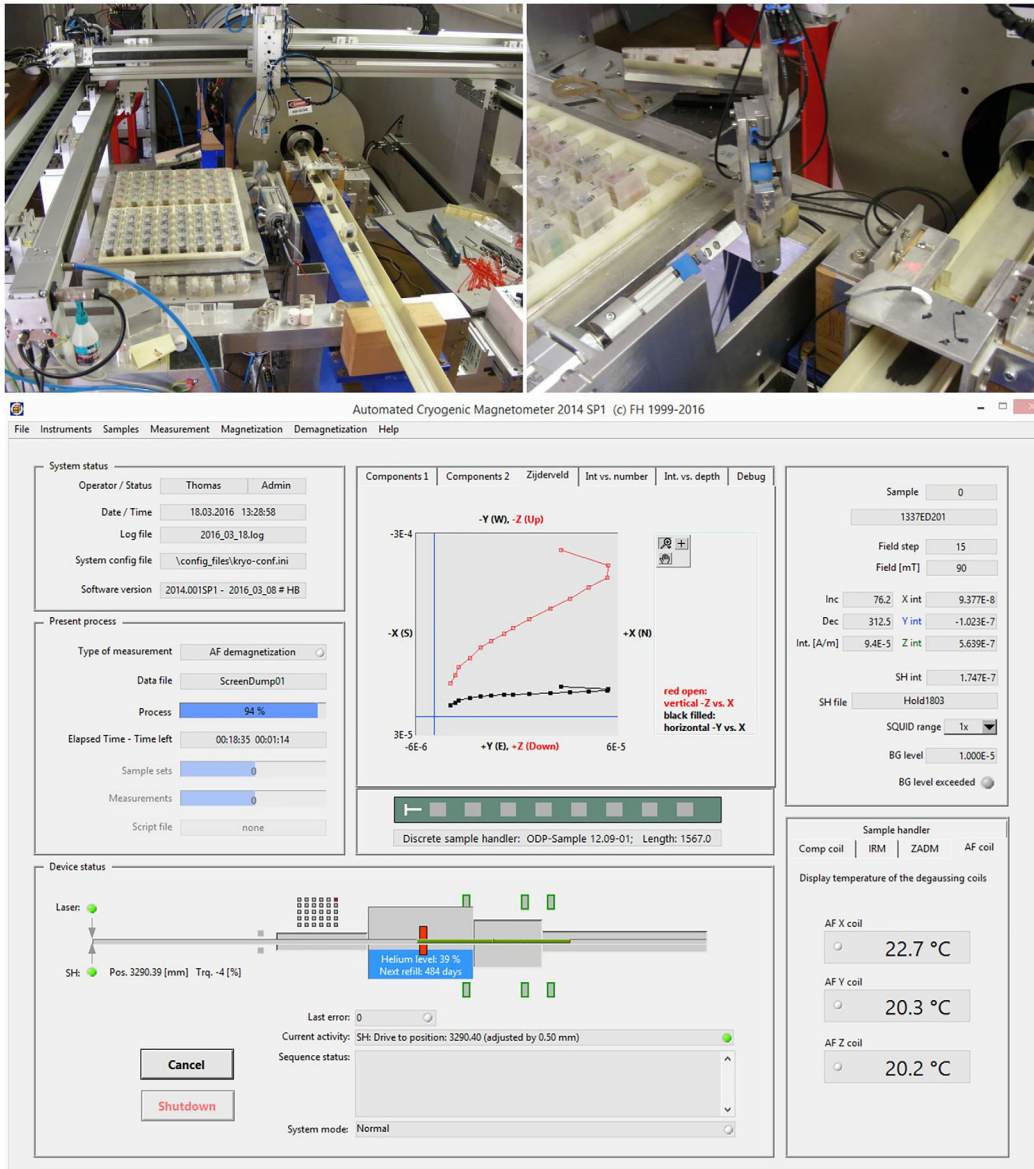 Automated Cryogenic Magnetometer 2014 SP1 (c) FH 1999-2016
File Instruments Samples Measurement Magnetization Demagnetization Help
System status
Operator / Status Thomas Admin
Date / Time 18.03.2016 13:28:58
Log file 2016_03_18.log
System config file \config_files\kryo-conf.ini
Software version 2014.001SP1 - 2016_03_08 # HB
Present process
Type of measurement AF demagnetization
Data file ScreenDump01
Process 94 %
Elapsed Time - Time left 00:18:35 00:01:14
Sample sets 0
Measurements 0
Script file none
Components 1 Components 2 Zijderveld Int vs. number Int. vs. depth Debug
-Y (W), -Z (Up)
-3E-4
-X (S)
+X (N)
3E-5
-6E-6 +Y (E), +Z (Down) 6E-5
red open:
vertical -Z vs. X
black filled:
horizontal -Y vs. X
Discrete sample handler: ODP-Sample 12.09-01; Length: 1567.0
Sample 0
1337ED201
Field step 15
Field [mT] 90
Inc 76.2 X int 9.377E-8
Dec 312.5 Y int -1.023E-7
Int. [A/m] 9.4E-5 Z int 5.639E-7
SH int 1.747E-7
SH file Hold1803
SQUID range 1x
BG level 1.000E-5
BG level exceeded
Device status
Laser:
SH: Pos. 3290.39 [mm] Trq. -4 [%]
Helium level: 39 %
Next refill: 484 days
Last error: 0
Current activity: SH: Drive to position: 3290.40 (adjusted by 0.50 mm)
Sequence status:
Cancel
Shutdown
System mode: Normal
Sample handler
Comp coil IRM ZADM AF coil
Display temperature of the degaussing coils
AF X coil
22.7 °C
AF Y coil
20.3 °C
AF Z coil
20.2 °C